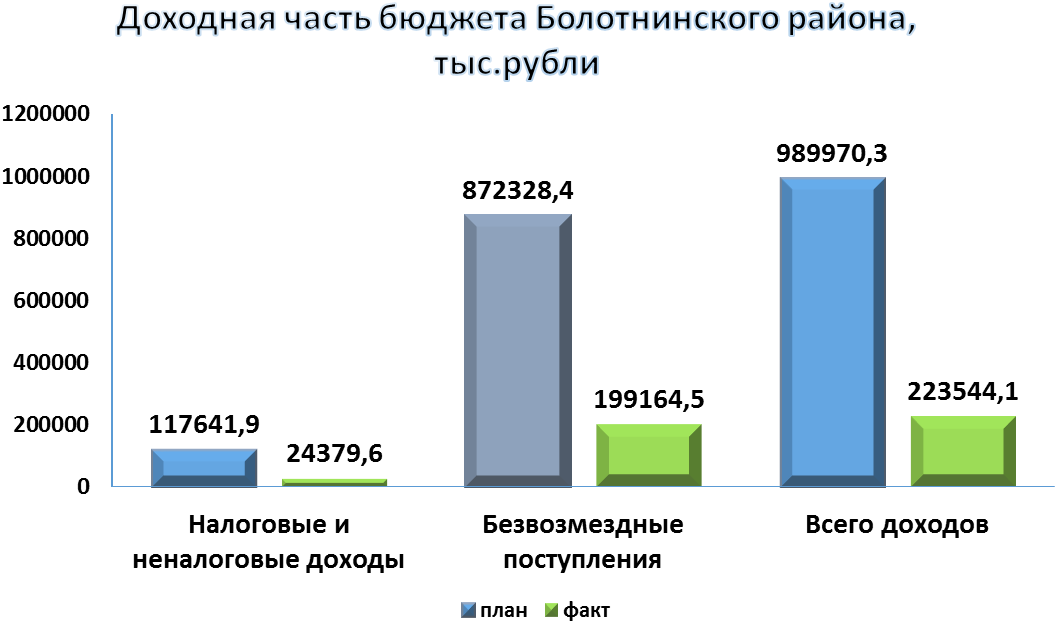 Доходная часть бюджета Болотнинского района,
тыс.рубли
1200000
1000000
800000
600000
400000
200000
0
117641,9
24379,6
872328,4
199164,5
989970,3
223544,1
Налоговые и
неналоговые доходы
Безвозмездные
поступления
Всего доходов
план
факт